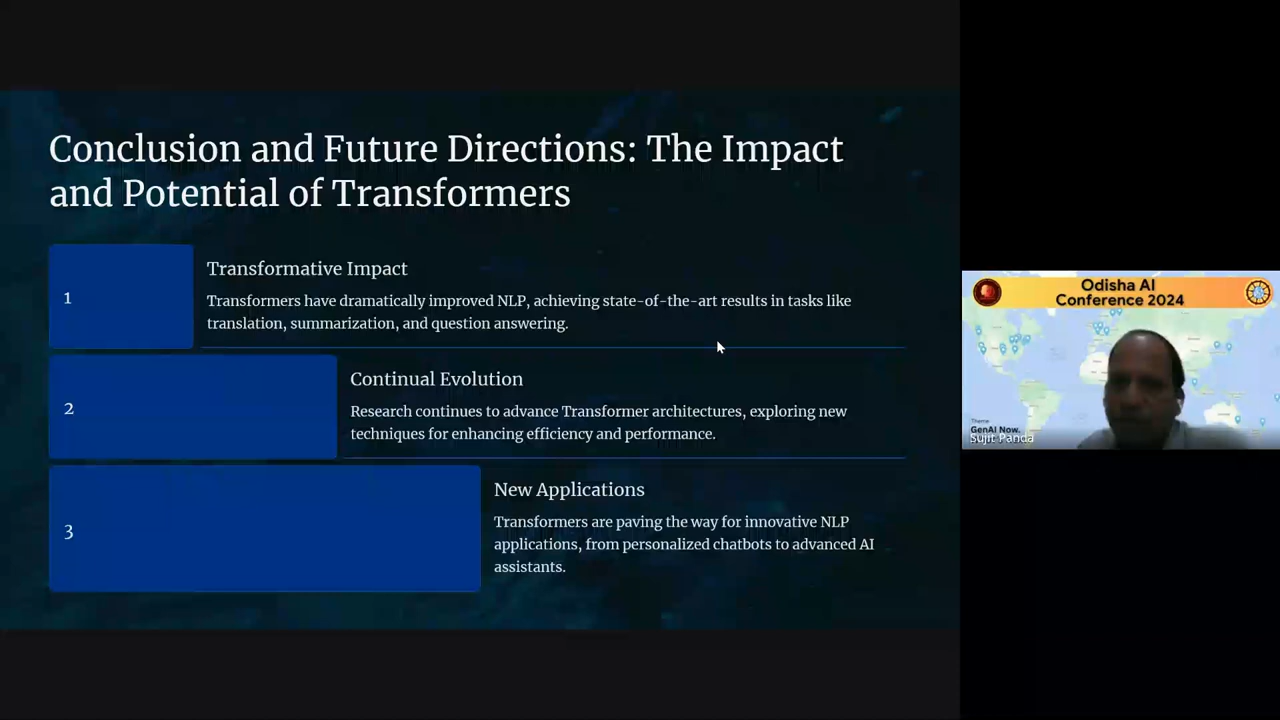 Conclusion and Future Directions: The Impact
and Potential of Transformers
1
Transformative Impact
Transformers have dramatically improved NLP, achieving state-of-the-art results in tasks like
translation, summarization, and question answering.
2
Continual Evolution
Research continues to advance Transformer architectures, exploring new
techniques for enhancing efficiency and performance.
3
New Applications
Transformers are paving the way for innovative NLP
applications, from personalized chatbots to advanced AI
assistants.
Odisha AI
Conference 2024
Theme
GenAI Now.
Sujit Panda